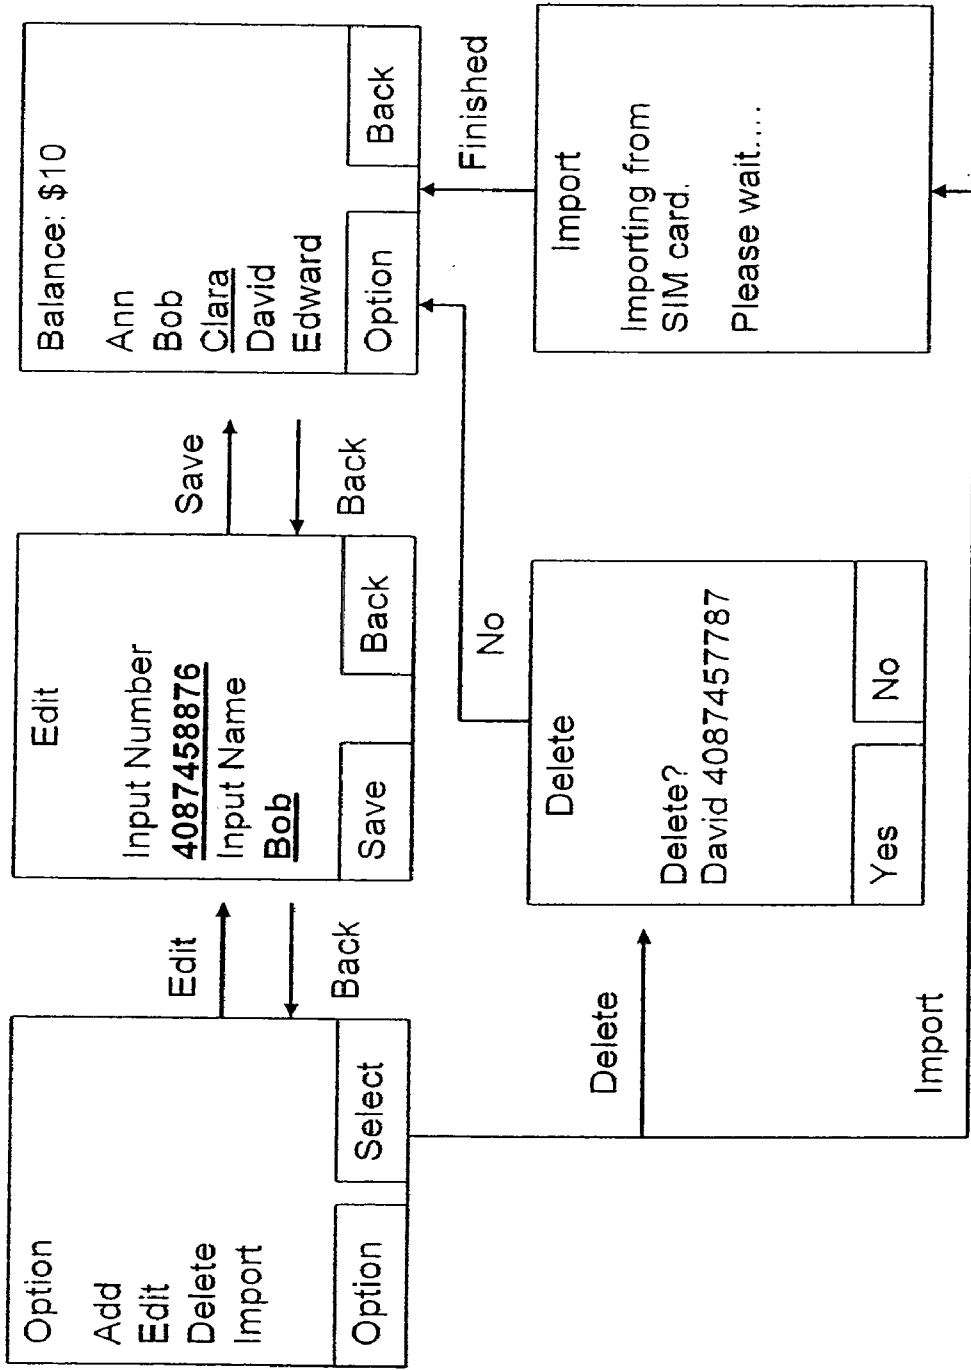 Option
Add
Edit
Delete
Import
Option
Select
Edit
Back
Edit
Input Number
4087458876
Input Name
Bob
Save
Back
Save
Back
Balance: $10
Ann
Bob
Clara
David
Edward
Option
Back
Delete
Import
Delete
Delete?
David 4087457787
Yes
No
No
Import
Importing from
SIM card.
Please wait....
Finished